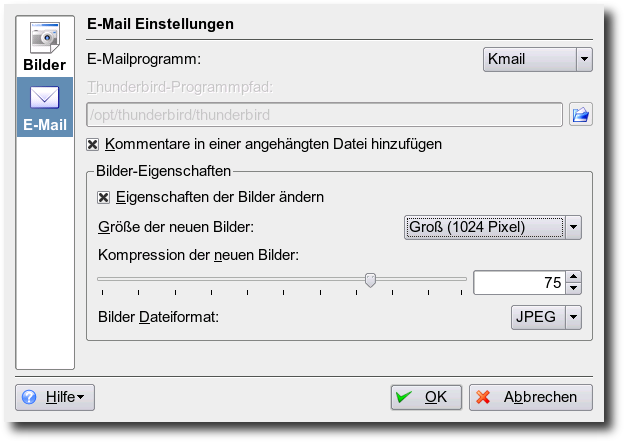 Bilder
E-Mail
E-Mail Einstellungen
E-Mailprogramm: Kmail
Thunderbird-Programmpfad:
/opt/thunderbird/thunderbird
Kommentare in einer angehängten Datei hinzufügen
Bilder-Eigenschaften
Eigenschaften der Bilder ändern
Größe der neuen Bilder: Groß (1024 Pixel)
Kompression der neuen Bilder:
75
Bilder Dateiformat: JPEG
Hilfe OK Abbrechen